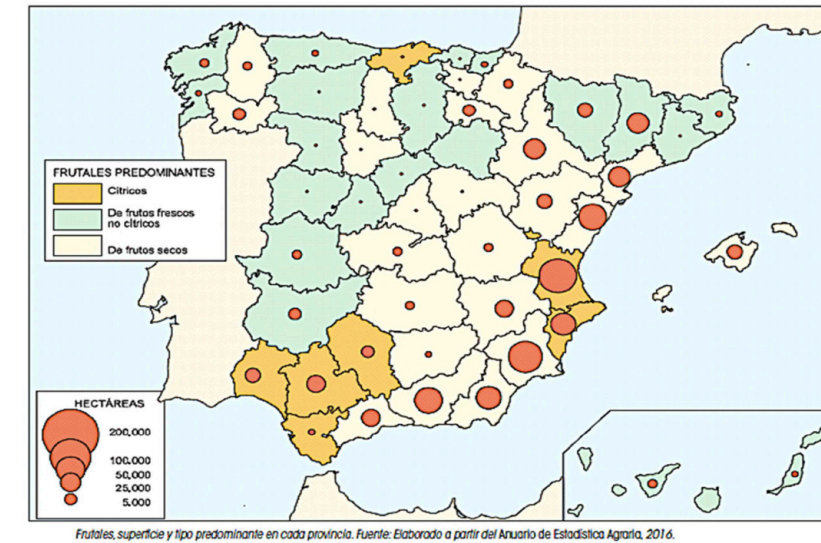 FRUTALES PREDOMINANTES
Cítricos
De frutos frescos
no cítricos
De frutos secos
HECTÁREAS
200.000
100.000
50.000
25.000
5.000
Frutales, superficie y tipo predominante en cada provincia. Fuente: Elaborado a partir del Anuario de Estadística Agraria, 2016.